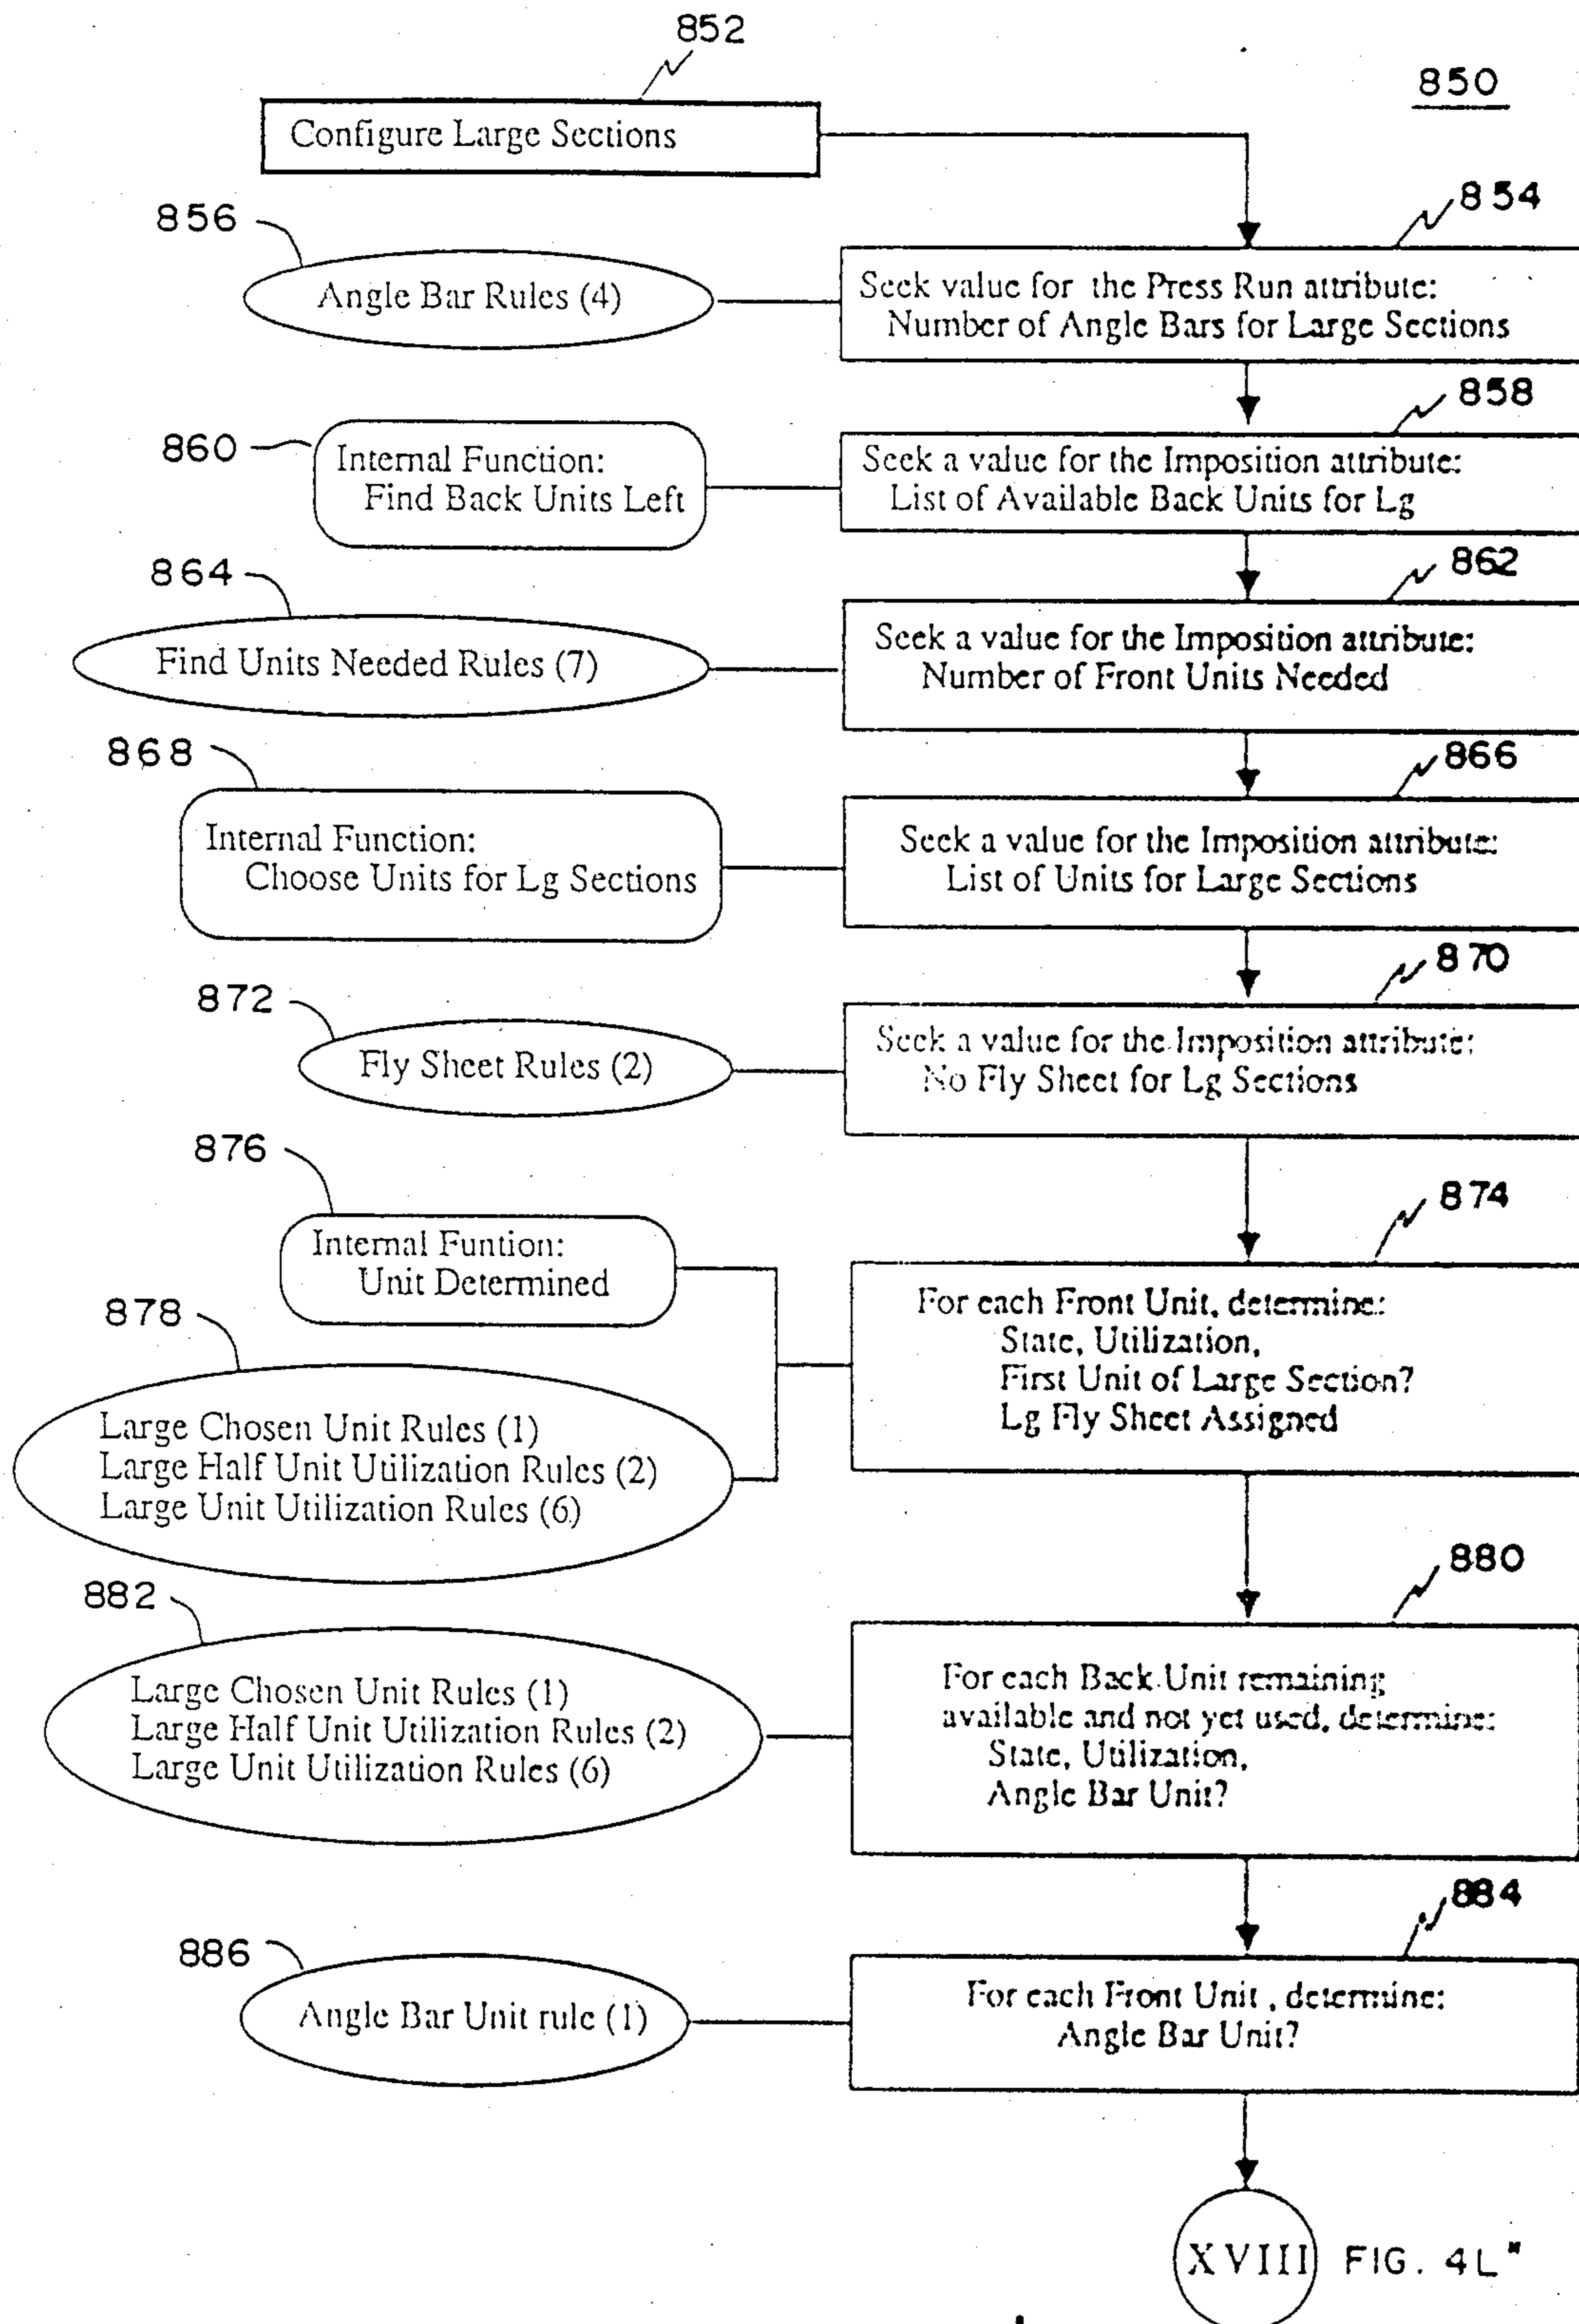 852
850
Configure Large Sections
854
856
Angle Bar Rules (4)
Seek value for the Press Run attribute:
Number of Angle Bars for Large Sections
858
860
Internal Function:
Find Back Units Left
Seek a value for the Imposition attribute:
List of Available Back Units for Lg
862
864
Find Units Needed Rules (7)
Seek a value for the Imposition attribute:
Number of Front Units Needed
866
868
Internal Function:
Choose Units for Lg Sections
Seek a value for the Imposition attribute:
List of Units for Large Sections
870
872
Fly Sheet Rules (2)
Seek a value for the Imposition attribute:
No Fly Sheet for Lg Sections
874
876
Internal Funtion:
Unit Determined
878
Large Chosen Unit Rules (1)
Large Half Unit Utilization Rules (2)
Large Unit Utilization Rules (6)
For each Front Unit, determine:
State, Utilization,
First Unit of Large Section?
Lg Fly Sheet Assigned
880
882
Large Chosen Unit Rules (1)
Large Half Unit Utilization Rules (2)
Large Unit Utilization Rules (6)
For each Back Unit remaining
available and not yet used, determine:
State, Utilization,
Angle Bar Unit?
884
886
Angle Bar Unit rule (1)
For each Front Unit , determine:
Angle Bar Unit?
XVIII
FIG. 4L"